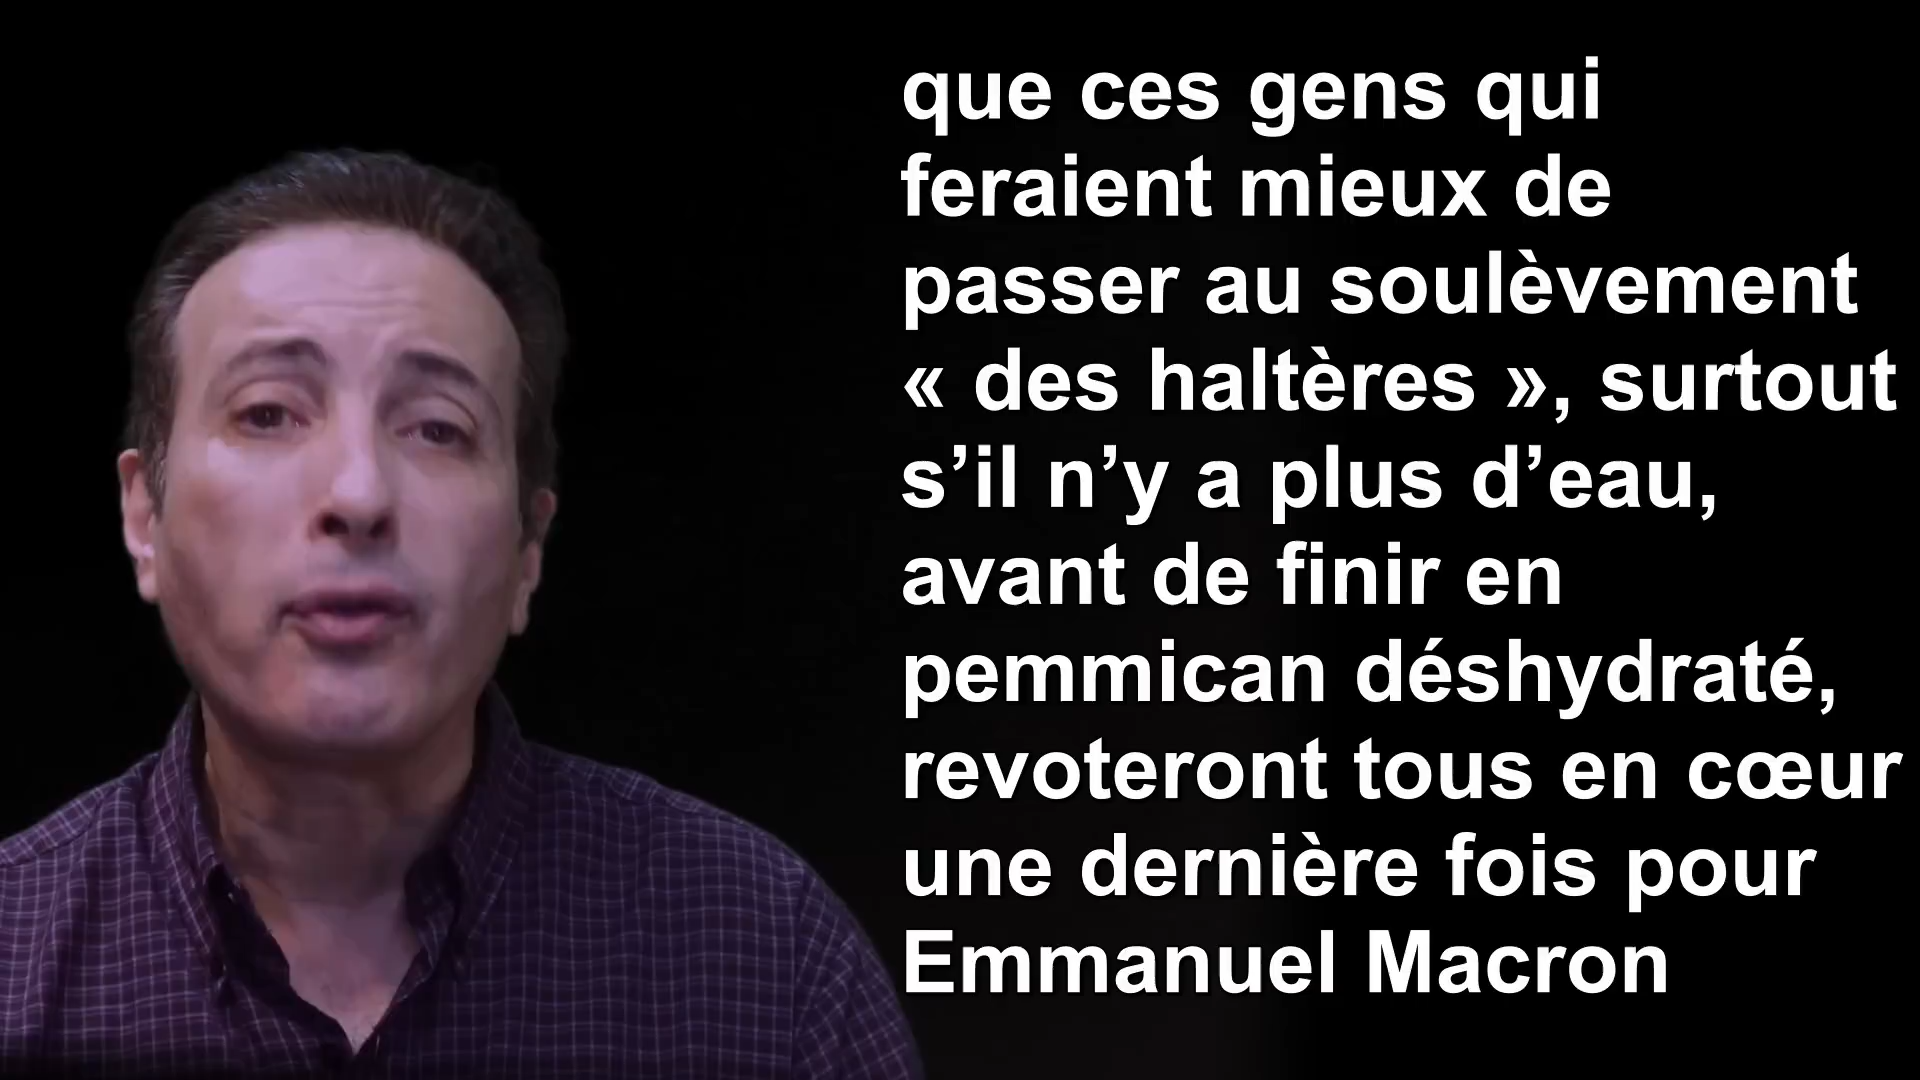 que ces gens qui
feraient mieux de
passer au soulèvement
« des haltères », surtout
s’il n’y a plus d’eau,
avant de finir en
pemmican déshydraté,
revoteront tous en cœur
une dernière fois pour
Emmanuel Macron